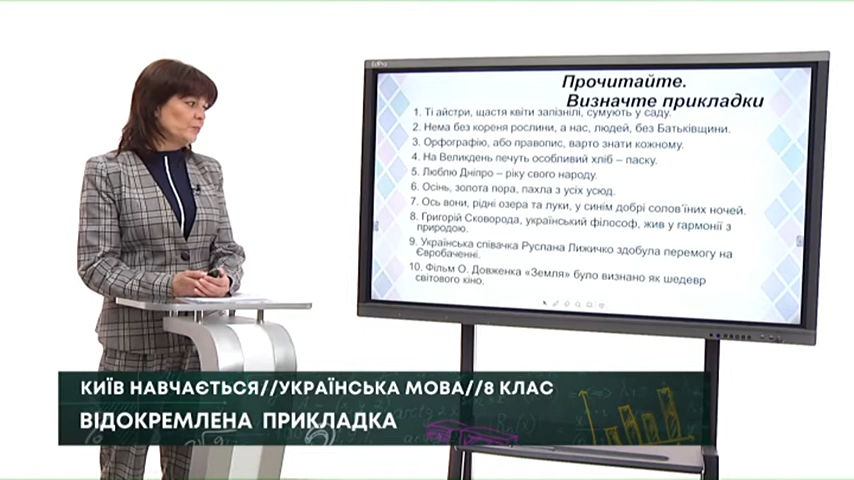 EdPro
Прочитайте.
Визначте прикладки
1. Ті айстри, щастя квіти запізнілі, сумують у саду.
2. Нема без кореня рослини, а нас, людей, без Батьківщини.
3. Орфографію, або правопис, варто знати кожному.
4. На Великдень печуть особливий хліб – паску.
5. Люблю Дніпро – ріку свого народу.
6. Осінь, золота пора, пахла з усіх усюд.
7. Ось вони, рідні озера та луки, у синім добрі солов'їних ночей.
8. Григорій Сковорода, український філософ, жив у гармонії з
природою.
9. Українська співачка Руслана Лижичко здобула перемогу на
Євробаченні.
10. Фільм О. Довженка «Земля» було визнано як шедевр
світового кіно.
КИЇВ НАВЧАЄТЬСЯ//УКРАЇНСЬКА МОВА//8 КЛАС
ВІДОКРЕМЛЕНА ПРИКЛАДКА